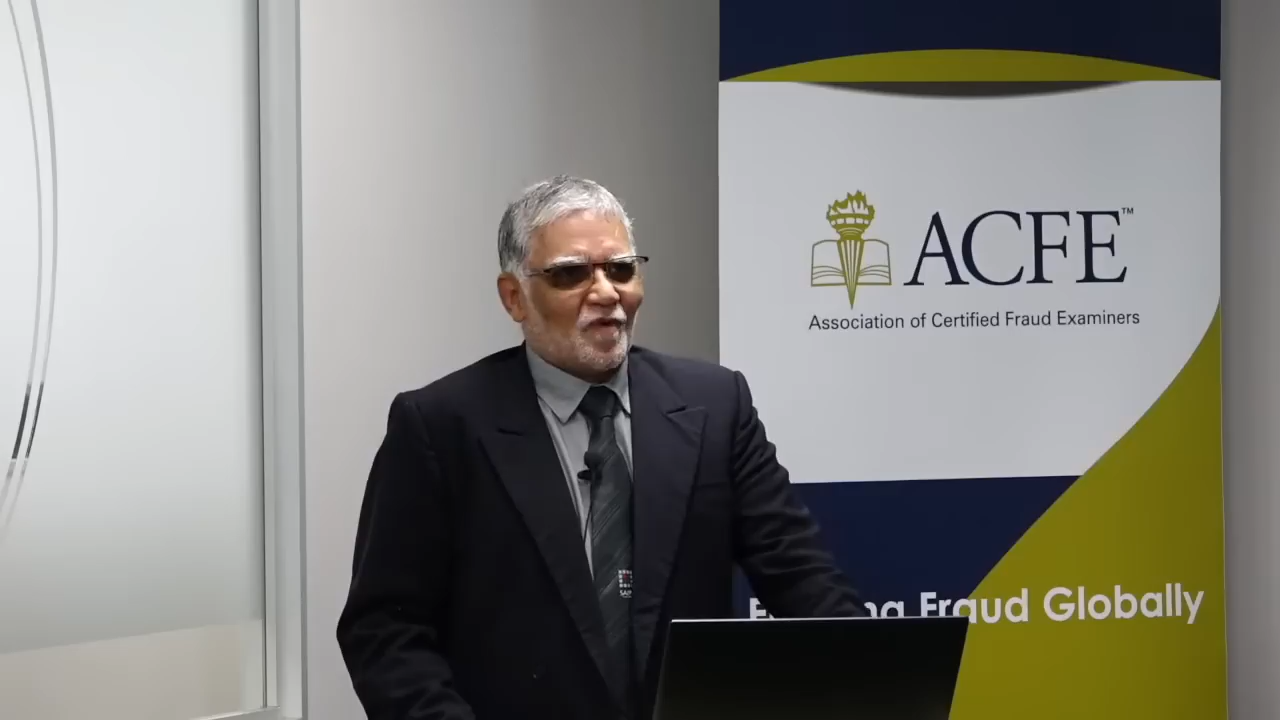 ACFE™
Association of Certified Fraud Examiners
Fraud Globally